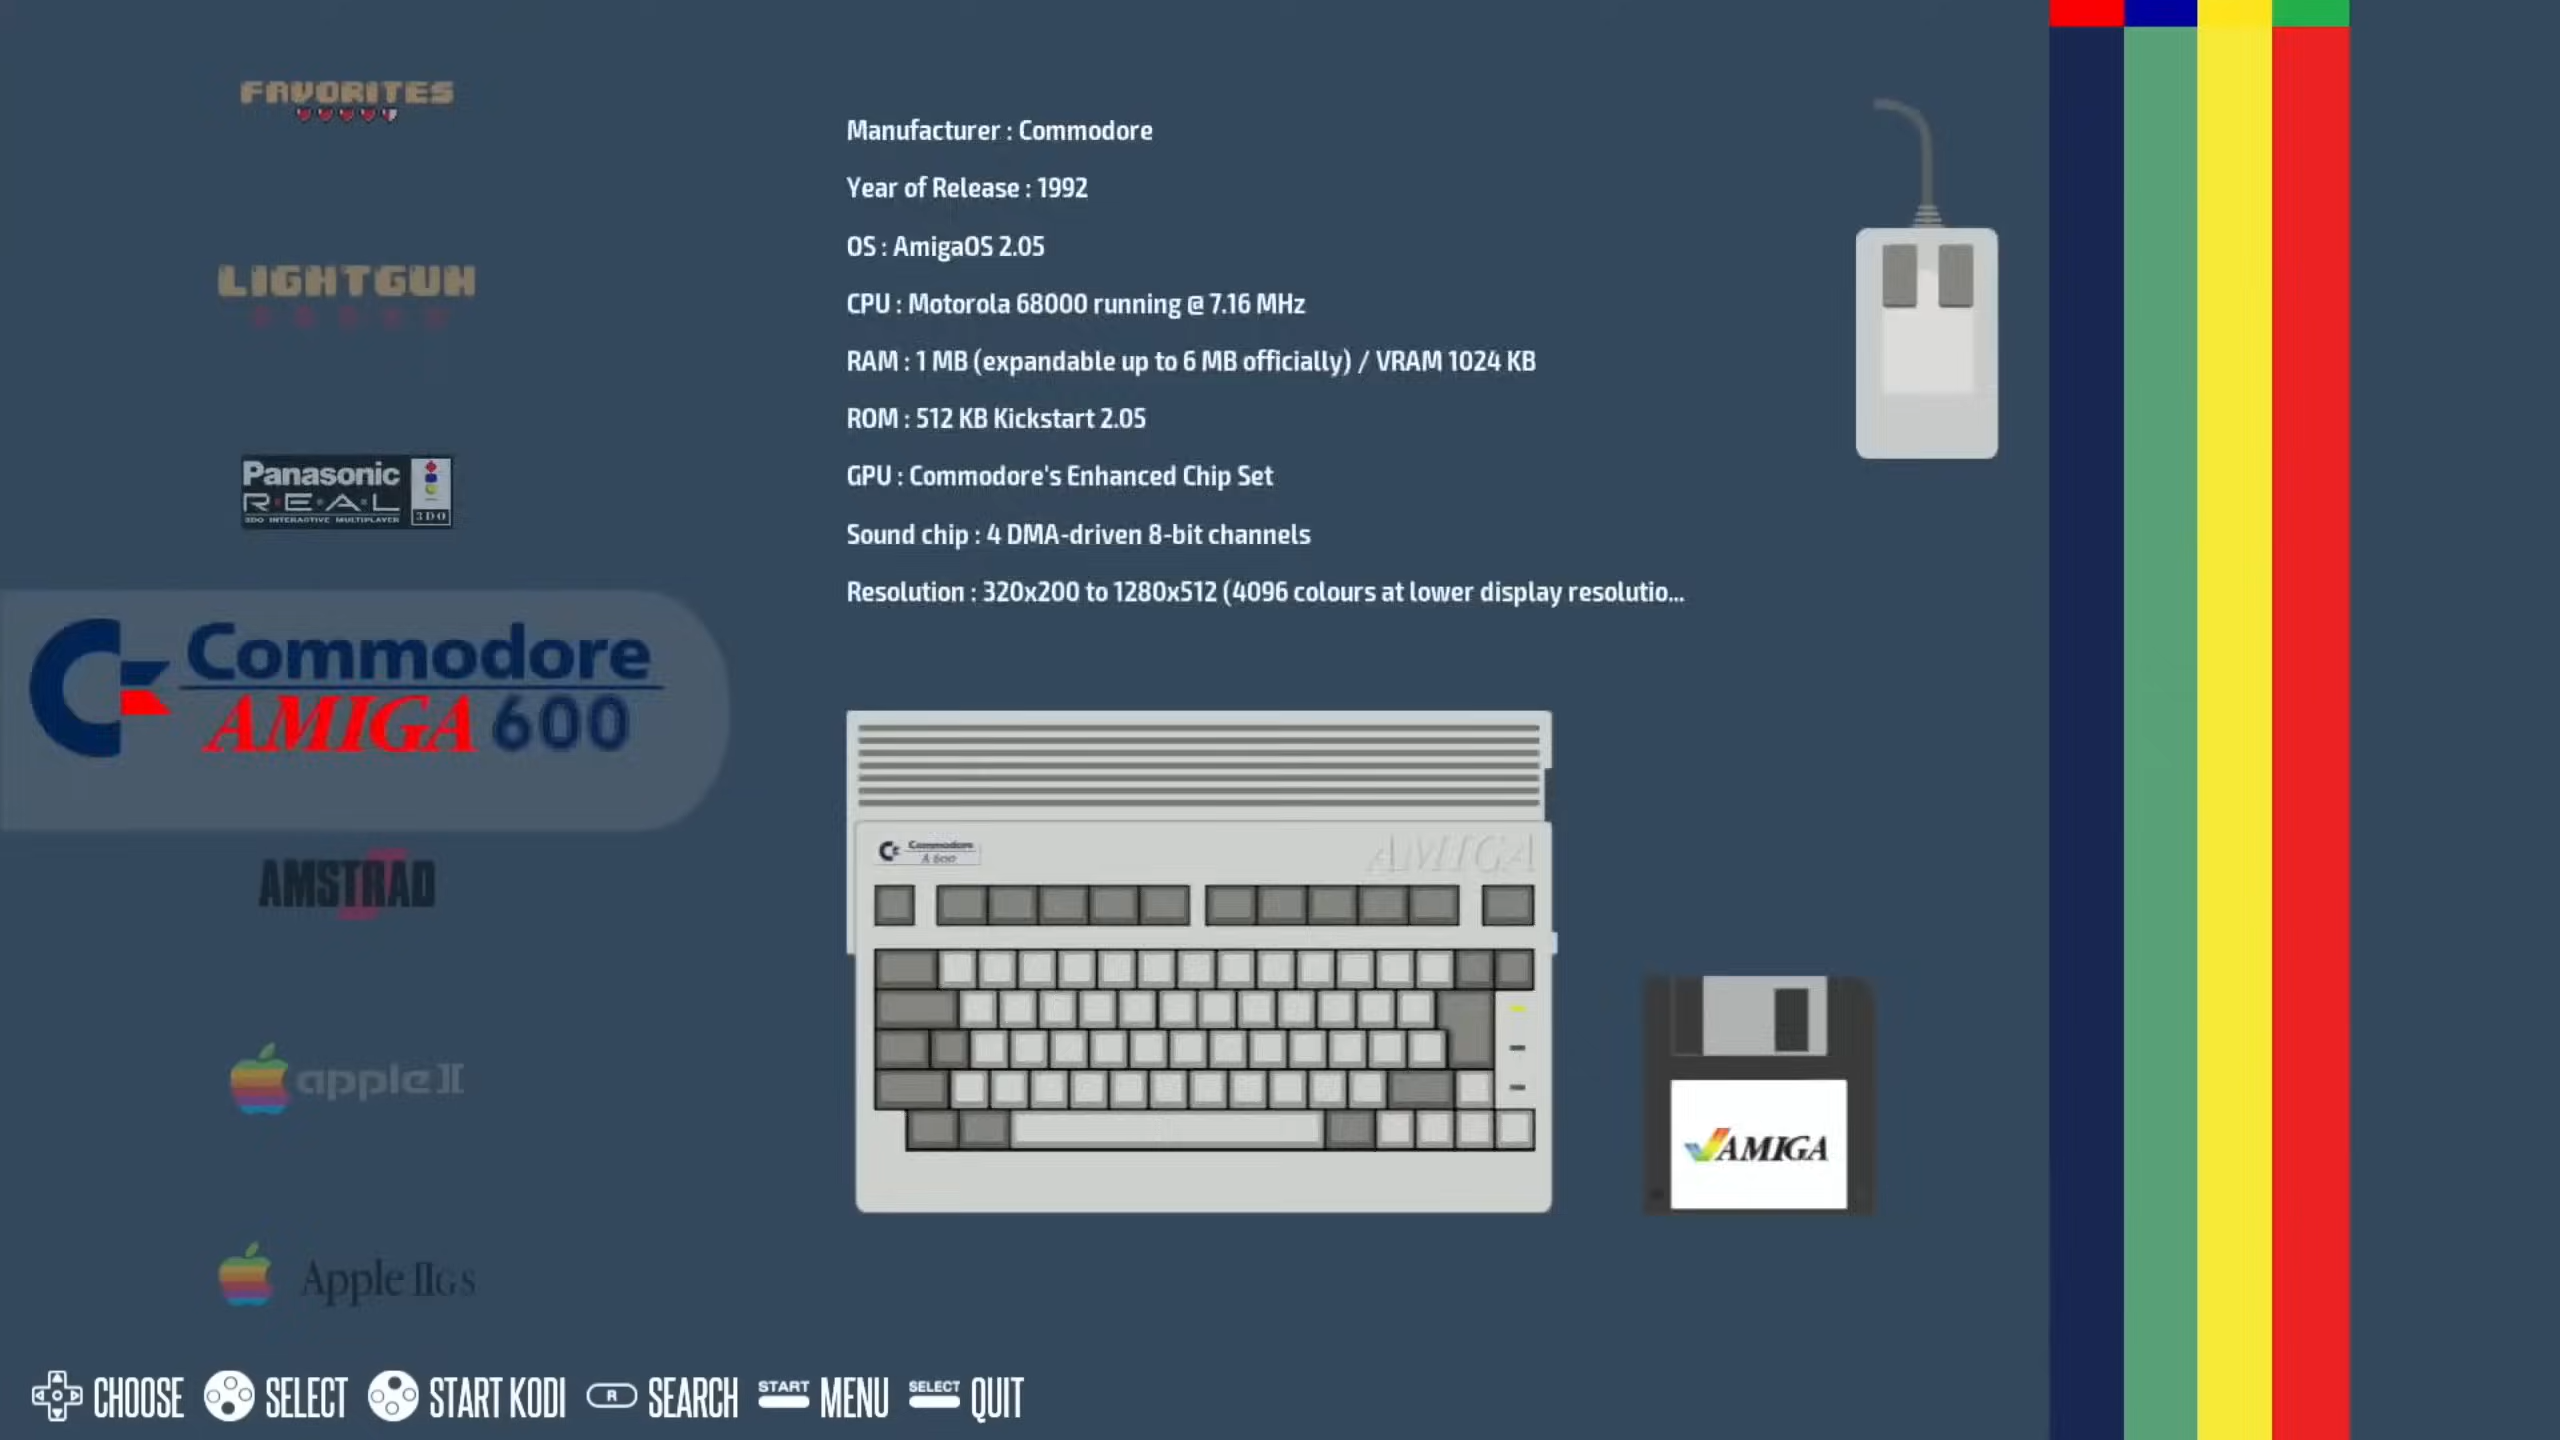 FAVORITES
LIGHTGUN
Panasonic
R·E·A·L
3DO INTERACTIVE MULTIPLAYER
3DO
Commodore
AMIGA 600
AMSTRAD
apple II
Apple IIGS
Manufacturer : Commodore
Year of Release : 1992
OS : AmigaOS 2.05
CPU : Motorola 68000 running @ 7.16 MHz
RAM : 1 MB (expandable up to 6 MB officially) / VRAM 1024 KB
ROM : 512 KB Kickstart 2.05
GPU : Commodore's Enhanced Chip Set
Sound chip : 4 DMA-driven 8-bit channels
Resolution : 320x200 to 1280x512 (4096 colours at lower display resolutio...
Commodore
A 600
AMIGA
AMIGA
CHOOSE SELECT START KODI R SEARCH START MENU SELECT QUIT